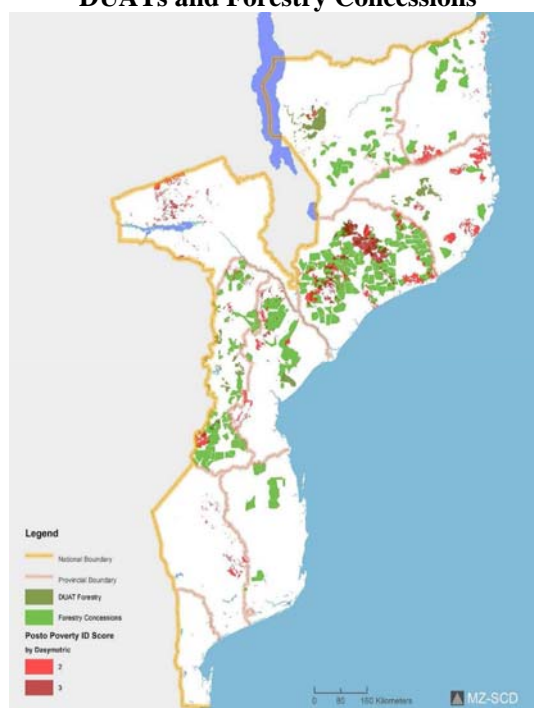 DUATs and Forestry Concessions
Legend
National Boundary
Provincial Boundary
DUAT Forestry
Forestry Concessions
Posto Poverty ID Score
by Dasymetric
2
3
0 80 160 Kilometers
MZ-SCD